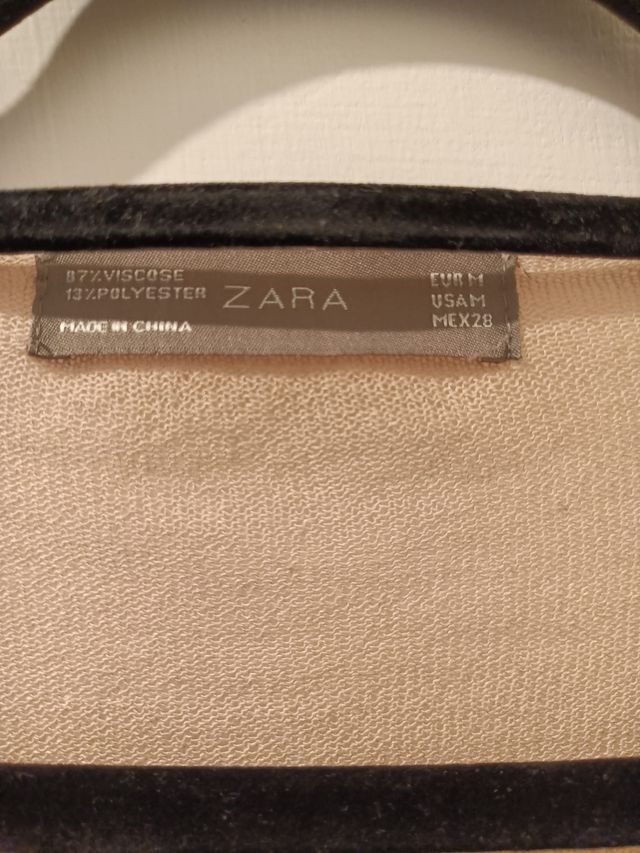 87%VISCOSE
13%POLYESTER
MADE IN CHINA
ZARA
EUR M
USA M
MEX 28